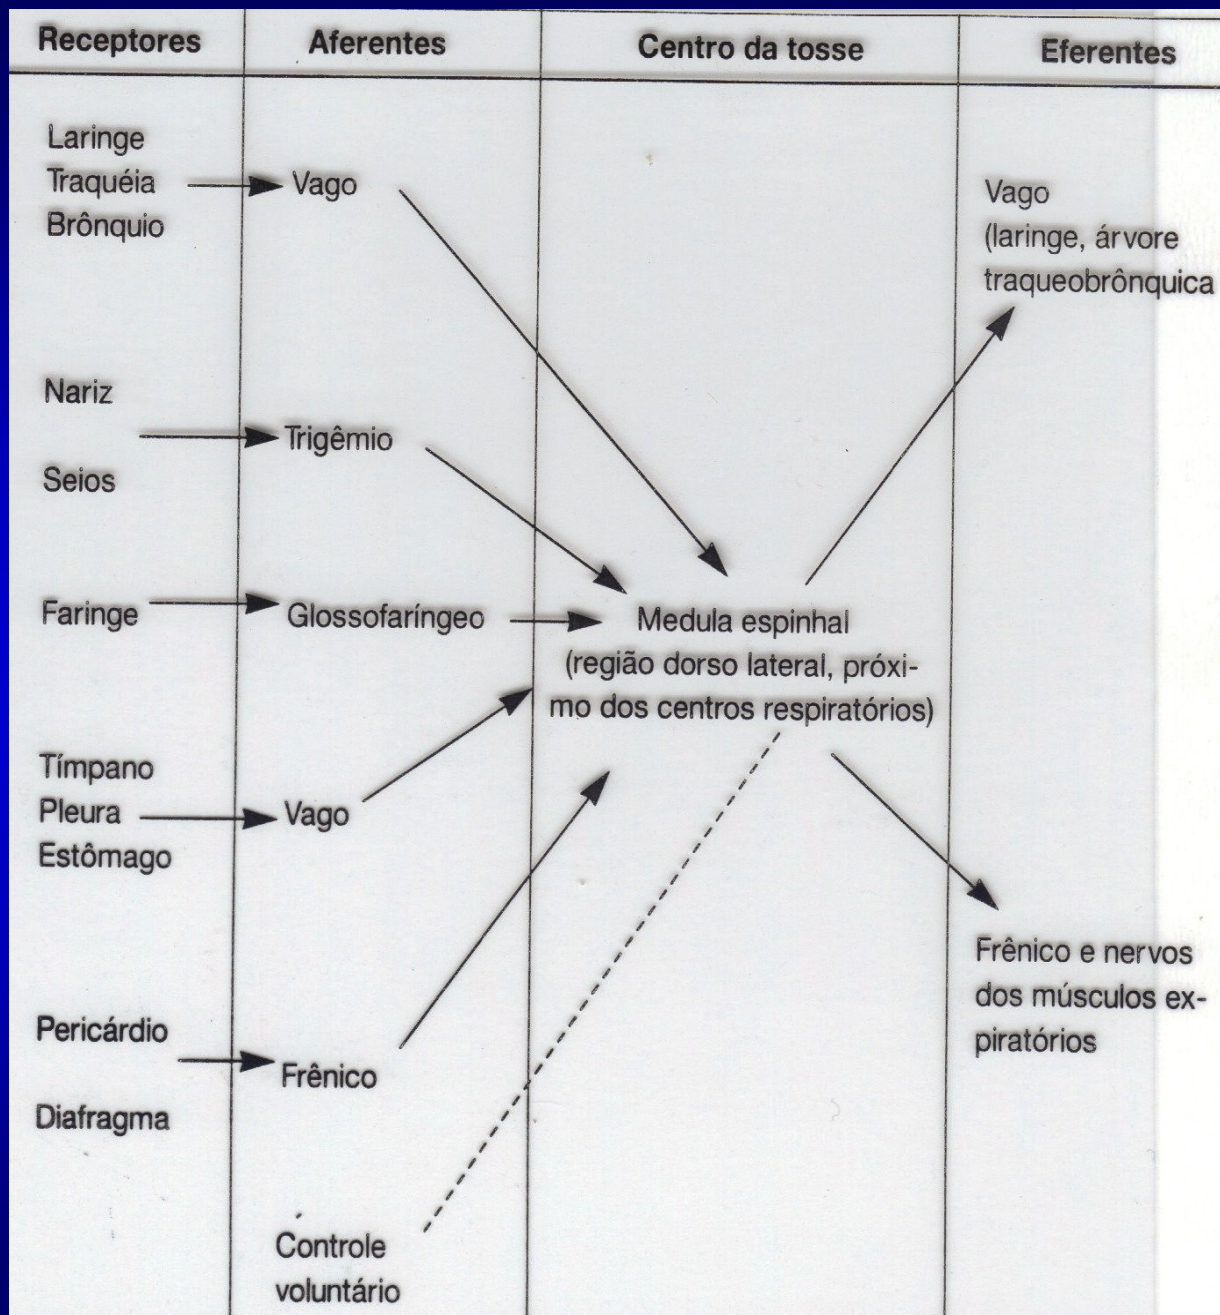 Receptores
Aferentes
Centro da tosse
Eferentes
Laringe
Traquéia
Brônquio
Vago
Vago
(laringe, árvore
traqueobrônquica
Nariz
Seios
Trigêmio
Faringe
Glossofaríngeo
Medula espinhal
(região dorso lateral, próxi-
mo dos centros respiratórios)
Tímpano
Pleura
Estômago
Vago
Frênico e nervos
dos músculos ex-
piratórios
Pericárdio
Diafragma
Frênico
Controle
voluntário